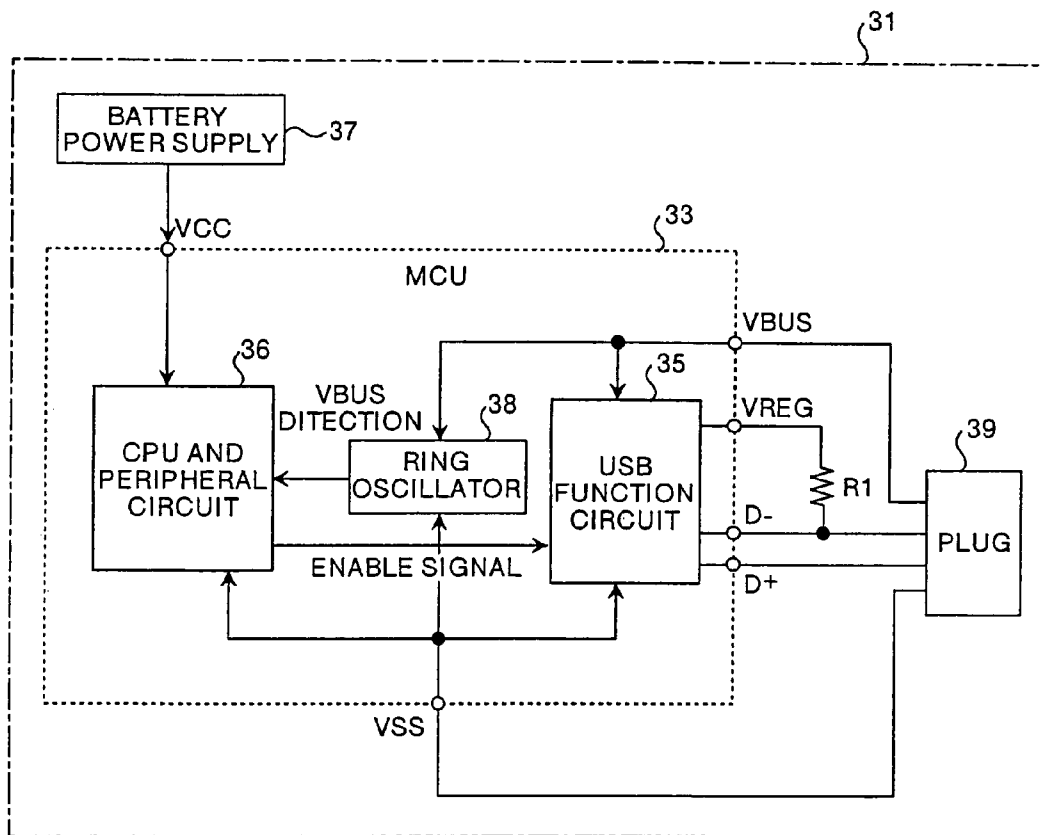 31
BATTERY
POWER SUPPLY
37
VCC
33
MCU
VBUS
36
35
VBUS
DITECTION
38
VREG
39
CPU AND
PERIPHERAL
CIRCUIT
RING
OSCILLATOR
USB
FUNCTION
CIRCUIT
R1
D-
PLUG
ENABLE SIGNAL
D+
VSS